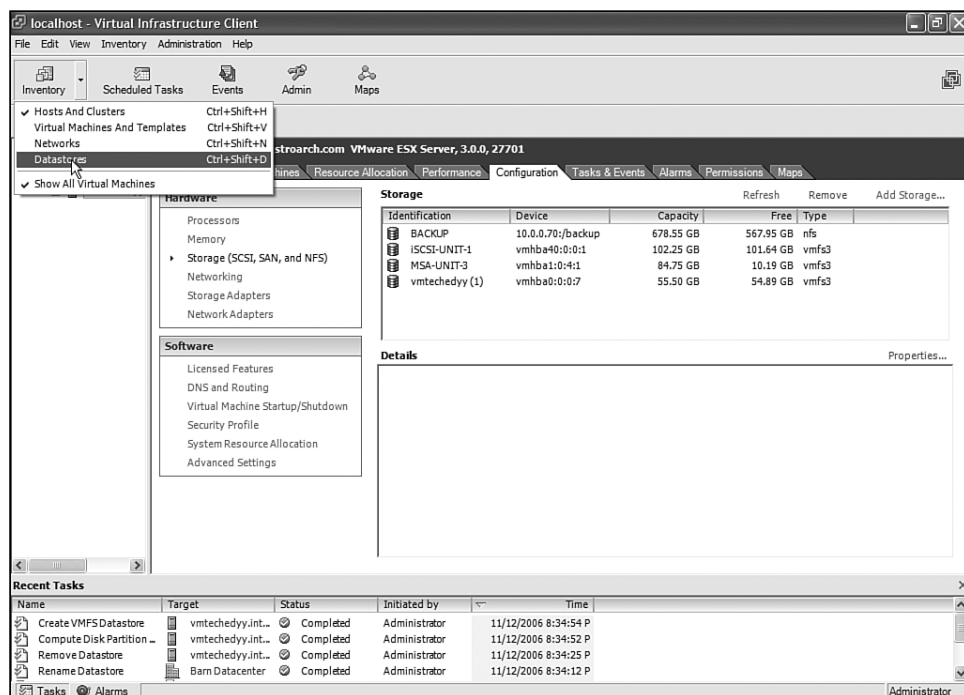 localhost - Virtual Infrastructure Client
File Edit View Inventory Administration Help
Inventory Scheduled Tasks Events Admin Maps
Hosts And Clusters Ctrl+Shift+H
Virtual Machines And Templates Ctrl+Shift+V
Networks Ctrl+Shift+N
Datastores Ctrl+Shift+D
Show All Virtual Machines
stroarch.com VMware ESX Server, 3.0.0, 27701
hines Resource Allocation Performance Configuration Tasks & Events Alarms Permissions Maps
Hardware
Processors
Memory
Storage (SCSI, SAN, and NFS)
Networking
Storage Adapters
Network Adapters
Software
Licensed Features
DNS and Routing
Virtual Machine Startup/Shutdown
Security Profile
System Resource Allocation
Advanced Settings
Storage Refresh Remove Add Storage...
Identification Device Capacity Free Type
BACKUP 10.0.0.70:/backup 678.55 GB 567.95 GB nfs
iSCSI-UNIT-1 vmhba40:0:0:1 102.25 GB 101.64 GB vmfs3
MSA-UNIT-3 vmhba1:0:4:1 84.75 GB 10.19 GB vmfs3
vmtechedyy (1) vmhba0:0:0:7 55.50 GB 54.89 GB vmfs3
Details Properties...
Recent Tasks
Name Target Status Initiated by Time
Create VMFS Datastore vmtechedyy.int... Completed Administrator 11/12/2006 8:34:54 P
Compute Disk Partition ... vmtechedyy.int... Completed Administrator 11/12/2006 8:34:52 P
Remove Datastore vmtechedyy.int... Completed Administrator 11/12/2006 8:34:25 P
Rename Datastore Barn Datacenter Completed Administrator 11/12/2006 8:34:12 P
Tasks Alarms Administrator